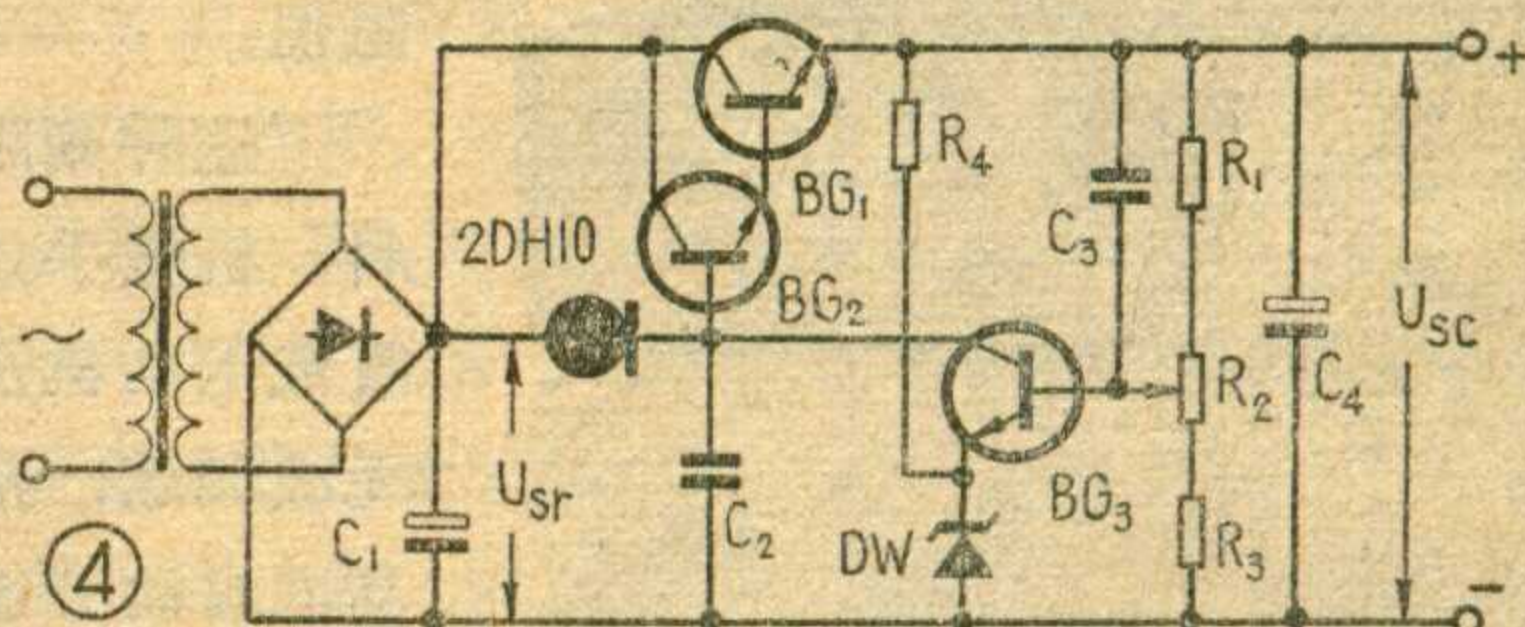 +
R₄
R₁
BG₁
C₃
2DH10
BG₂
Usc
~
R₂
C₄
Usr
BG₃
C₁
C₂
DW
R₃
④
−